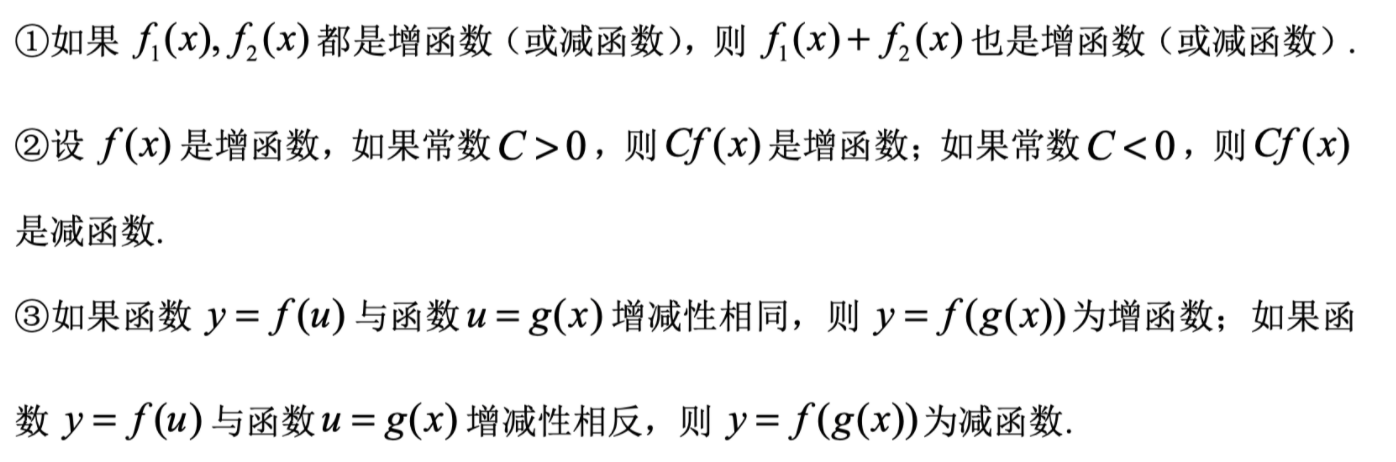 ①如果 f₁(x), f₂(x) 都是增函数（或减函数），则 f₁(x)+ f₂(x) 也是增函数（或减函数）.
②设 f(x) 是增函数，如果常数 C>0，则 Cf(x) 是增函数；如果常数 C<0，则 Cf(x)
是减函数.
③如果函数 y=f(u) 与函数 u=g(x) 增减性相同，则 y=f(g(x)) 为增函数；如果函
数 y=f(u) 与函数 u=g(x) 增减性相反，则 y=f(g(x)) 为减函数.